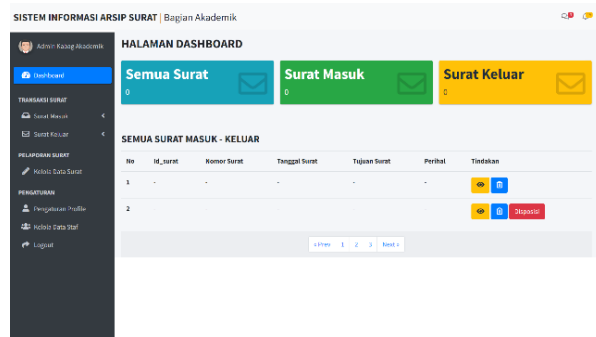 SISTEM INFORMASI ARSIP SURAT | Bagian Akademik
Admin Kabag Akademik
Dashboard
TRANSAKSI SURAT
Surat Masuk
Surat Keluar
PELAPORAN SURAT
Kelola Data Surat
PENGATURAN
Pengaturan Profile
Kelola Data Staf
Logout
HALAMAN DASHBOARD
Semua Surat
0
Surat Masuk
0
Surat Keluar
0
SEMUA SURAT MASUK - KELUAR
No Id_surat Nomor Surat Tanggal Surat Tujuan Surat Perihal Tindakan
1 - - - - -
2 Disposisi
« Prev 1 2 3 Next »